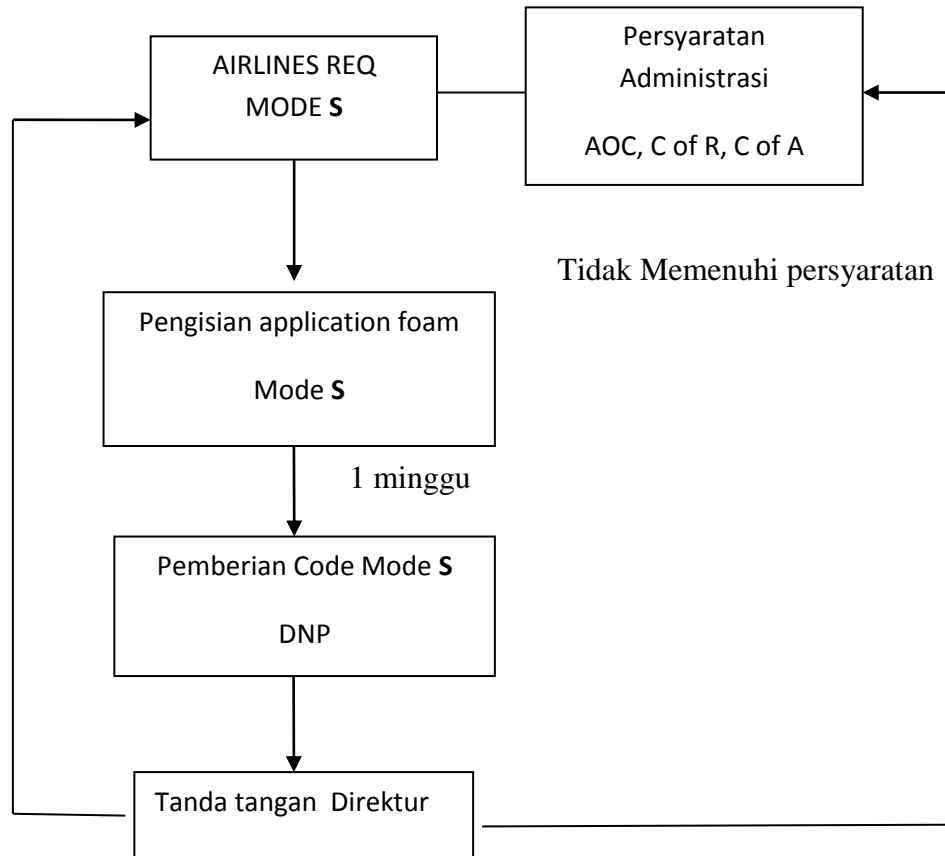 AIRLINES REQ
MODE S
Persyaratan
Administrasi
AOC, C of R, C of A
Tidak Memenuhi persyaratan
Pengisian application foam
Mode S
1 minggu
Pemberian Code Mode S
DNP
Tanda tangan Direktur